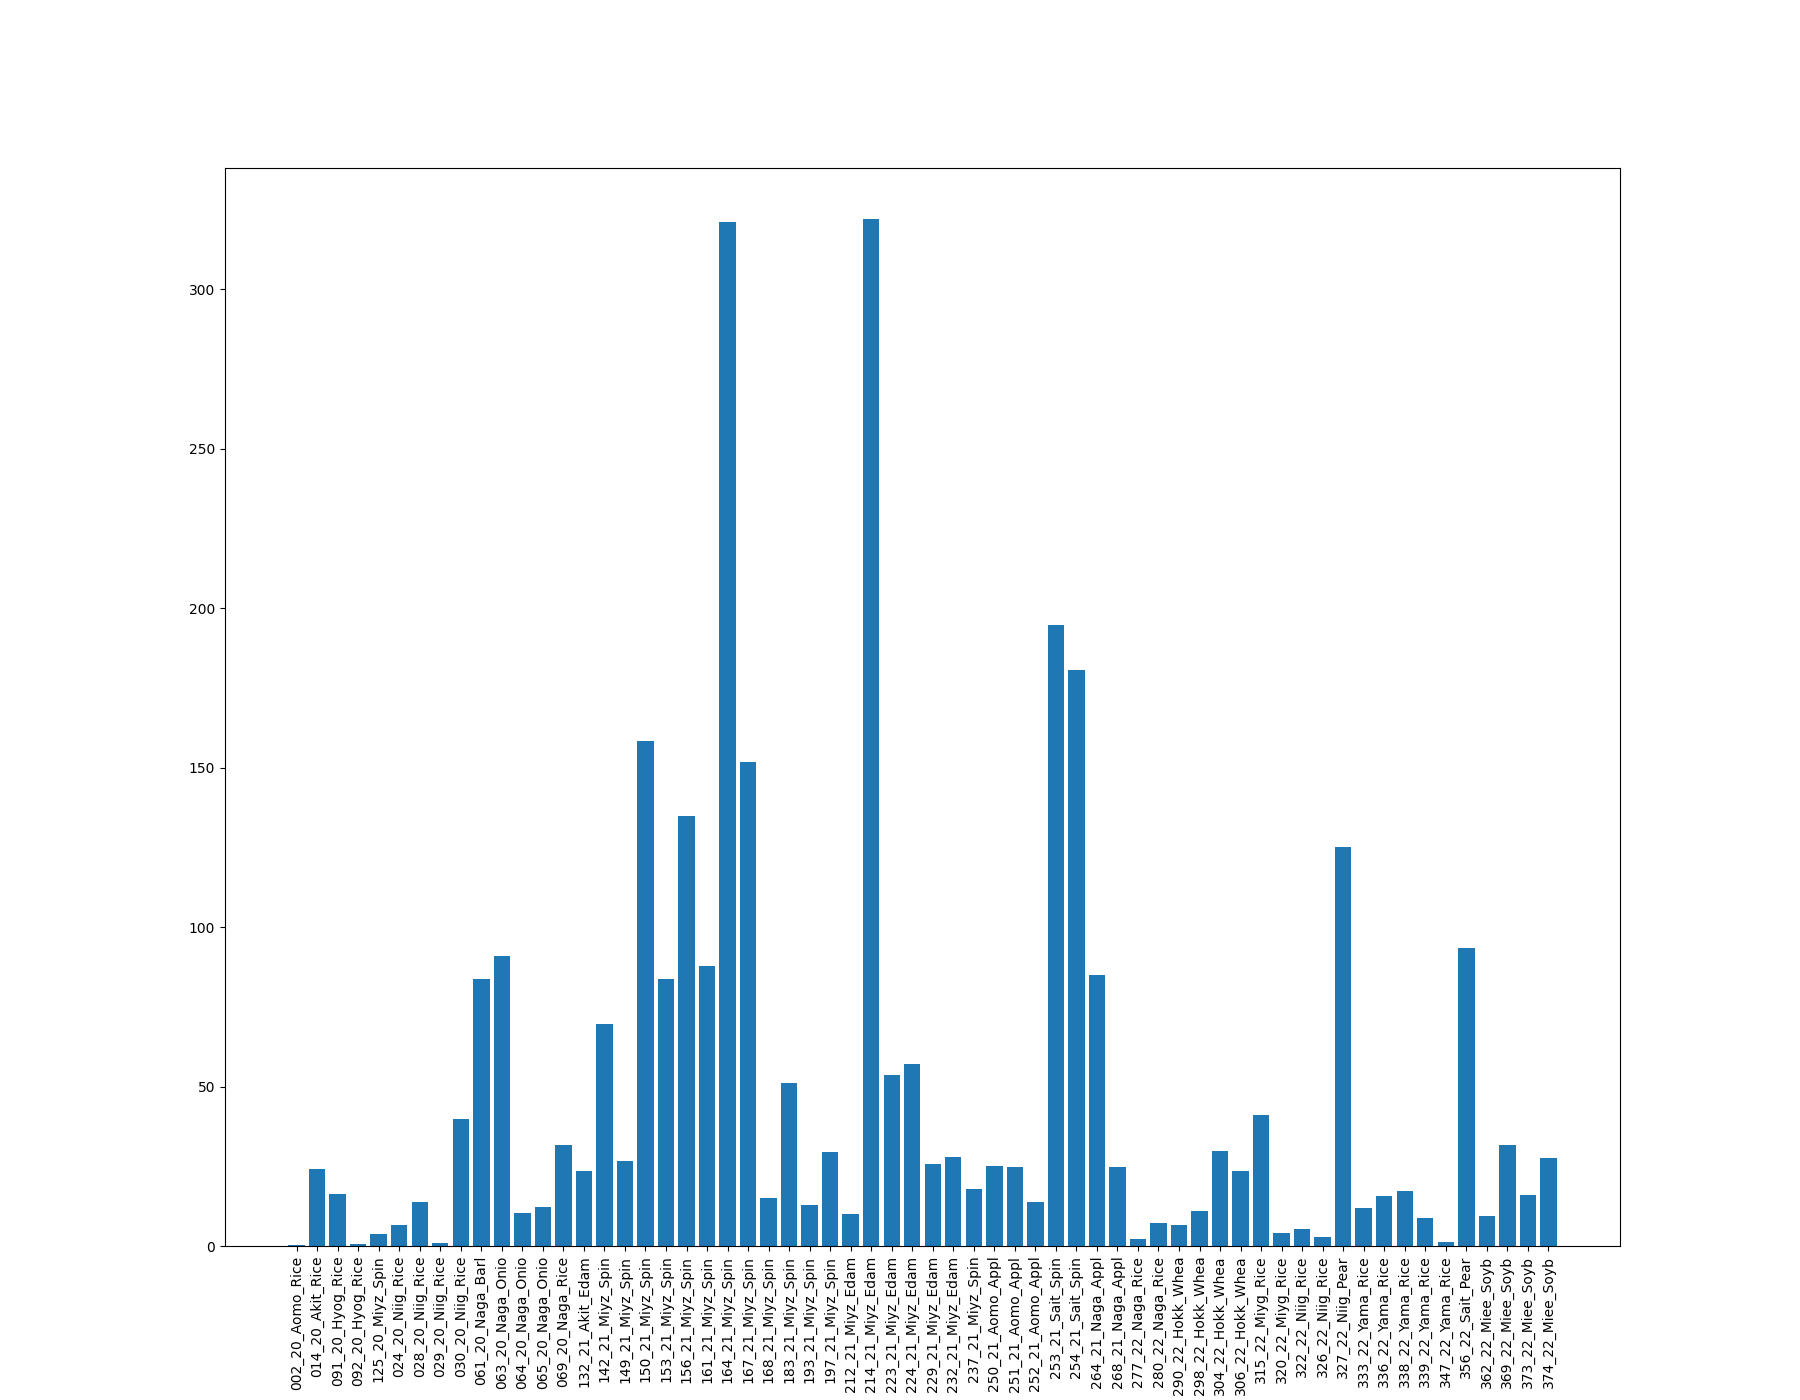 300
250
200
150
100
50
0
002_20_Aomo_Rice
014_20_Akit_Rice
091_20_Hyog_Rice
092_20_Hyog_Rice
125_20_Miyz_Spin
024_20_Niig_Rice
028_20_Niig_Rice
029_20_Niig_Rice
030_20_Niig_Rice
061_20_Naga_Barl
063_20_Naga_Onio
064_20_Naga_Onio
065_20_Naga_Onio
069_20_Naga_Rice
132_21_Akit_Edam
142_21_Miyz_Spin
149_21_Miyz_Spin
150_21_Miyz_Spin
153_21_Miyz_Spin
156_21_Miyz_Spin
161_21_Miyz_Spin
164_21_Miyz_Spin
167_21_Miyz_Spin
168_21_Miyz_Spin
183_21_Miyz_Spin
193_21_Miyz_Spin
197_21_Miyz_Spin
212_21_Miyz_Edam
214_21_Miyz_Edam
223_21_Miyz_Edam
224_21_Miyz_Edam
229_21_Miyz_Edam
232_21_Miyz_Edam
237_21_Miyz_Spin
250_21_Aomo_Appl
251_21_Aomo_Appl
252_21_Aomo_Appl
253_21_Sait_Spin
254_21_Sait_Spin
264_21_Naga_Appl
268_21_Naga_Appl
277_22_Naga_Rice
280_22_Naga_Rice
290_22_Hokk_Whea
298_22_Hokk_Whea
304_22_Hokk_Whea
306_22_Hokk_Whea
315_22_Miyg_Rice
320_22_Miyg_Rice
322_22_Niig_Rice
326_22_Niig_Rice
327_22_Niig_Pear
333_22_Yama_Rice
336_22_Yama_Rice
338_22_Yama_Rice
339_22_Yama_Rice
347_22_Yama_Rice
356_22_Sait_Pear
362_22_Miee_Soyb
369_22_Miee_Soyb
373_22_Miee_Soyb
374_22_Miee_Soyb